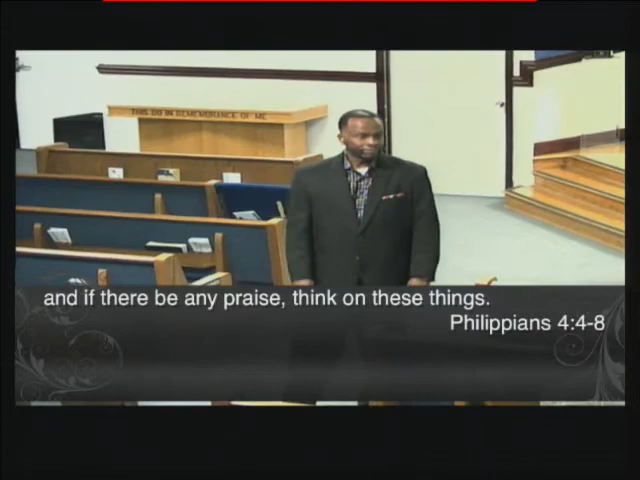 THIS DO IN REMEMBRANCE OF ME
and if there be any praise, think on these things.
Philippians 4:4-8